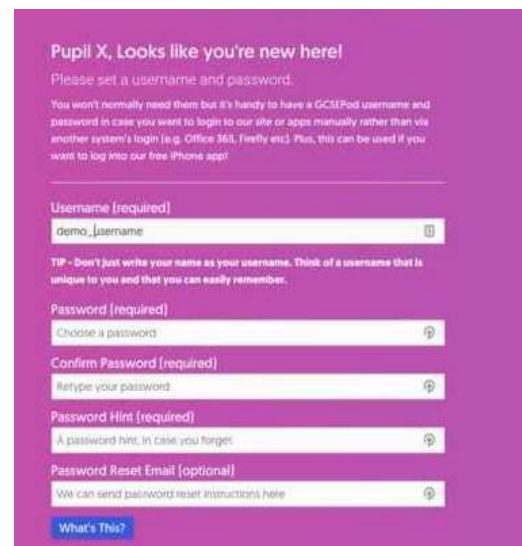 Pupil X, Looks like you're new here!
Please set a username and password.
You won't normally need them but it's handy to have a GCSEPod username and
password in case you want to login to our site or apps manually rather than via
another system's login (e.g. Office 365, Firefly etc). Plus, this can be used if you
want to log into our free iPhone app!
Username (required)
demo_username
TIP - Don't just write your name as your username. Think of a username that is
unique to you and that you can easily remember.
Password (required)
Choose a password
Confirm Password (required)
Retype your password
Password Hint (required)
A password hint, in case you forget
Password Reset Email (optional)
We can send password reset instructions here
What's This?